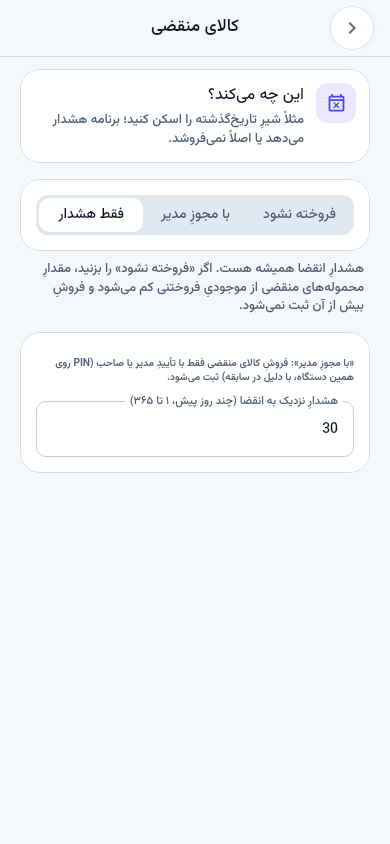 کالای منقضی
این چه می‌کند؟
مثلاً شیرِ تاریخ‌گذشته را اسکن کنید؛ برنامه هشدار
می‌دهد یا اصلاً نمی‌فروشد.
فروخته نشود
با مجوزِ مدیر
فقط هشدار
هشدارِ انقضا همیشه هست. اگر «فروخته نشود» را بزنید، مقدارِ
محموله‌های منقضی از موجودیِ فروختنی کم می‌شود و فروشِ
بیش از آن ثبت نمی‌شود.
«با مجوزِ مدیر»: فروشِ کالای منقضی فقط با تأییدِ مدیر یا صاحب (PIN روی
همین دستگاه، با دلیل در سابقه) ثبت می‌شود.
هشدارِ نزدیک به انقضا (چند روز پیش، ۱ تا ۳۶۵)
30